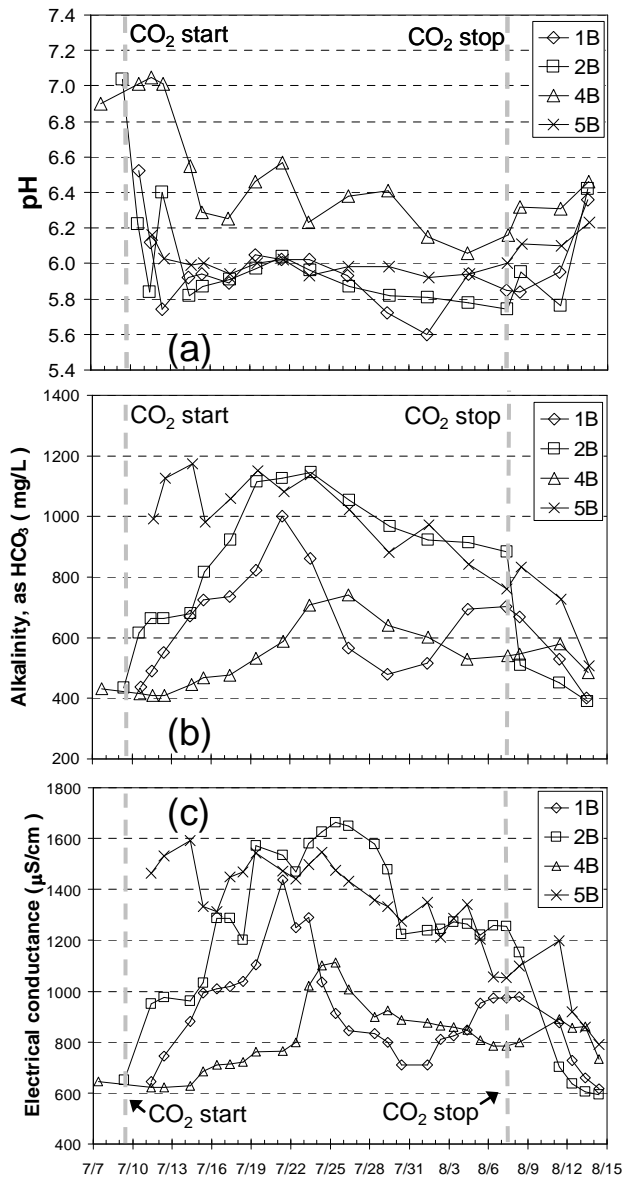 7.4
7.2
7.0
6.8
6.6
6.4
6.2
6.0
5.8
5.6
5.4
pH
CO2 start
CO2 stop
1B
2B
4B
5B
(a)
1400
1200
1000
800
600
400
200
Alkalinity, as HCO3 ( mg/L)
CO2 start
CO2 stop
1B
2B
4B
5B
(b)
1800
1600
1400
1200
1000
800
600
400
Electrical conductance (µS/cm)
(c)
1B
2B
4B
5B
CO2 start
CO2 stop
7/7 7/10 7/13 7/16 7/19 7/22 7/25 7/28 7/31 8/3 8/6 8/9 8/12 8/15